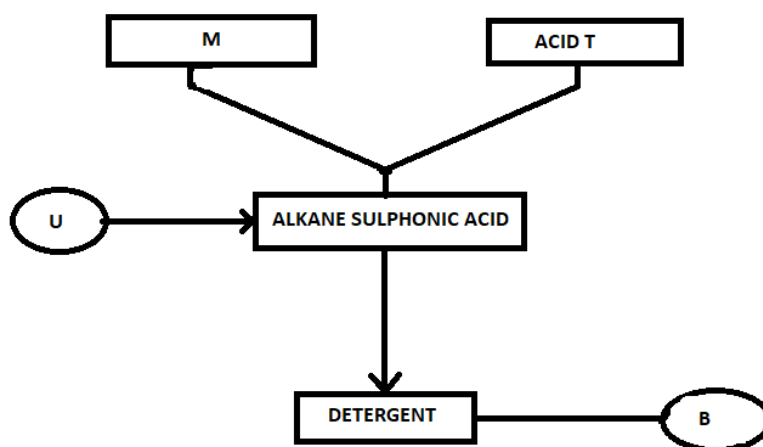 M
ACID T
U
ALKANE SULPHONIC ACID
DETERGENT
B